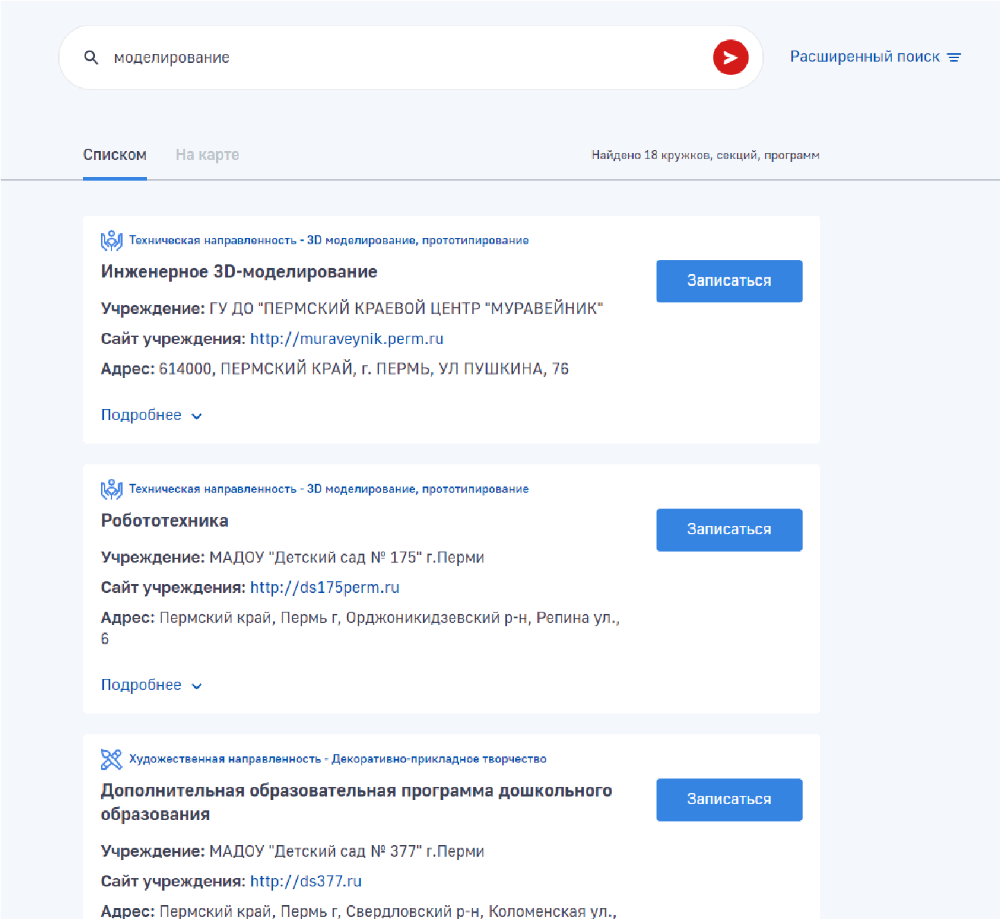 моделирование
Расширенный поиск
Списком На карте Найдено 18 кружков, секций, программ
Техническая направленность - 3D моделирование, прототипирование
Инженерное 3D-моделирование
Записаться
Учреждение: ГУ ДО "ПЕРМСКИЙ КРАЕВОЙ ЦЕНТР "МУРАВЕЙНИК"
Сайт учреждения: http://muraveynik.perm.ru
Адрес: 614000, ПЕРМСКИЙ КРАЙ, г. ПЕРМЬ, УЛ ПУШКИНА, 76
Подробнее
Техническая направленность - 3D моделирование, прототипирование
Робототехника
Записаться
Учреждение: МАДОУ "Детский сад № 175" г.Перми
Сайт учреждения: http://ds175perm.ru
Адрес: Пермский край, Пермь г, Орджоникидзевский р-н, Репина ул.,
6
Подробнее
Художественная направленность - Декоративно-прикладное творчество
Дополнительная образовательная программа дошкольного
образования
Записаться
Учреждение: МАДОУ "Детский сад № 377" г.Перми
Сайт учреждения: http://ds377.ru
Адрес: Пермский край, Пермь г, Свердловский р-н, Коломенская ул.,